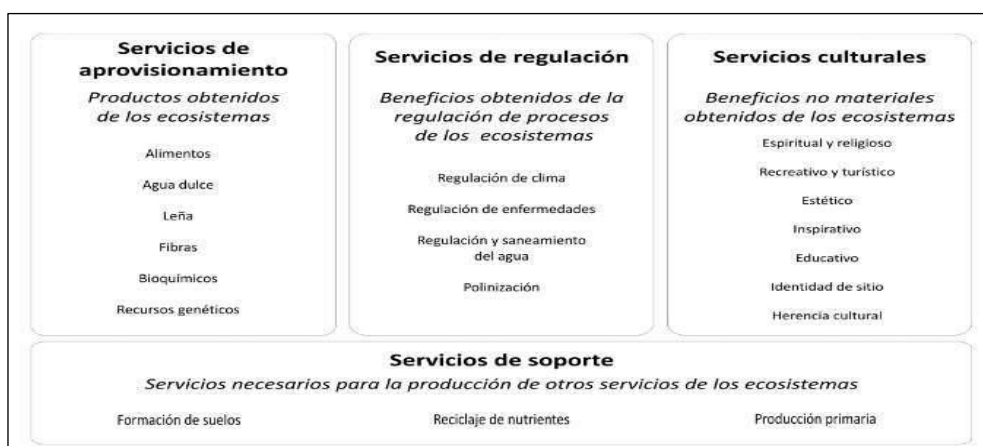 Servicios de
aprovisionamiento
Productos obtenidos
de los ecosistemas
Alimentos
Agua dulce
Leña
Fibras
Bioquímicos
Recursos genéticos
Servicios de regulación
Beneficios obtenidos de la
regulación de procesos
de los ecosistemas
Regulación de clima
Regulación de enfermedades
Regulación y saneamiento
del agua
Polinización
Servicios culturales
Beneficios no materiales
obtenidos de los ecosistemas
Espiritual y religioso
Recreativo y turístico
Estético
Inspirativo
Educativo
Identidad de sitio
Herencia cultural
Servicios de soporte
Servicios necesarios para la producción de otros servicios de los ecosistemas
Formación de suelos
Reciclaje de nutrientes
Producción primaria